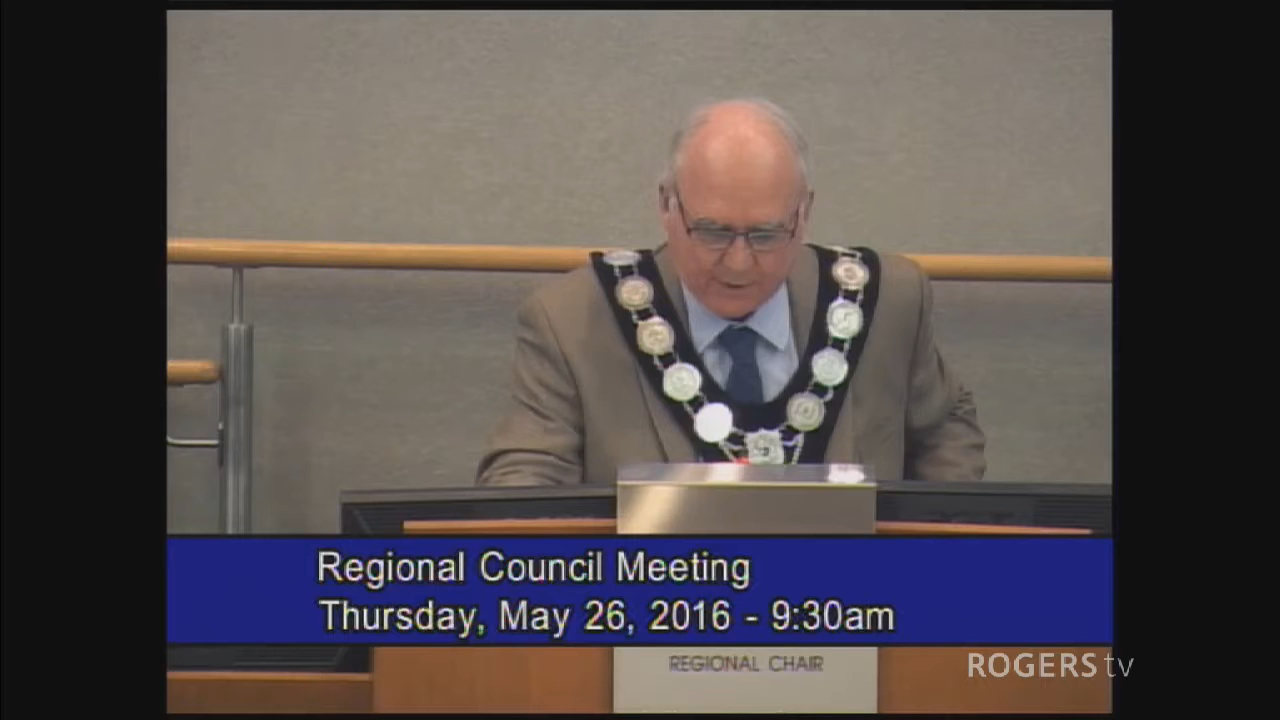 Regional Council Meeting
Thursday, May 26, 2016 - 9:30am
REGIONAL CHAIR
ROGERS tv